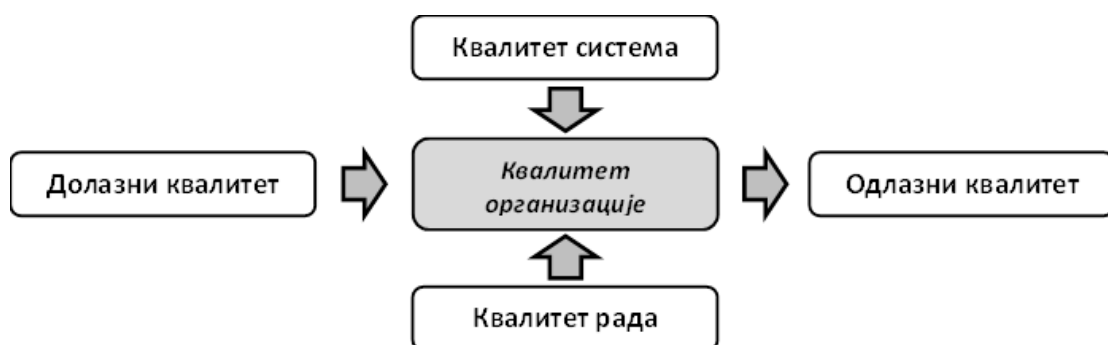 Квалитет система
Долазни квалитет
Квалитет
организације
Одлазни квалитет
Квалитет рада